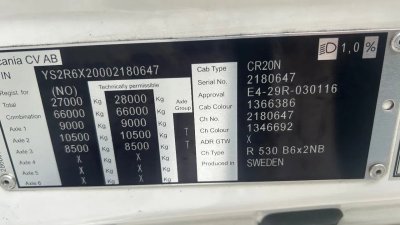 cania CV AB
1,0 %
IN YS2R6X20002180647
Cab Type CR20N
Serial No. 2180647
Approval E4-29R-030116
Cab Colour 1366386
Ch No. 2180647
Ch Colour 1346692
ADR GTW X
Ch Type R 530 B6x2NB
Produced in SWEDEN
Technically permissible
Regist. for (NO)
Total 27000 Kg 28000 Kg Axle Group
Combination 66000 Kg 66000 Kg
Axle 1 9000 Kg 9000 Kg
Axle 2 10500 Kg 10500 Kg T
Axle 3 8500 Kg 8500 Kg T
Axle 4 X X
Axle 5 X X
Axle 6 X Kg X Kg